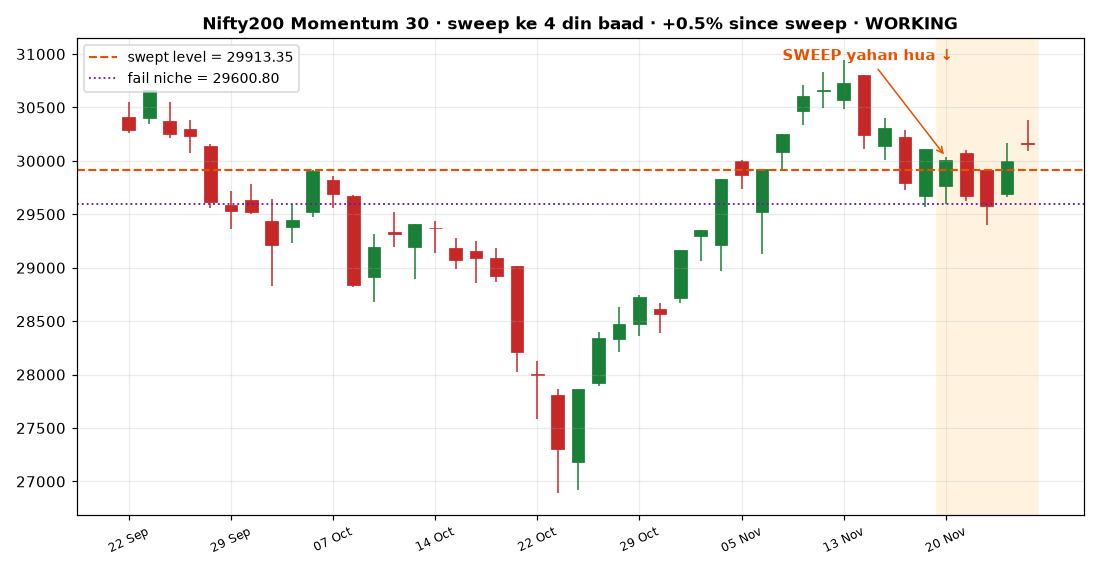 Nifty200 Momentum 30 · sweep ke 4 din baad · +0.5% since sweep · WORKING
swept level = 29913.35
fail niche = 29600.80
SWEEP yahan hua ↓
31000
30500
30000
29500
29000
28500
28000
27500
27000
22 Sep
29 Sep
07 Oct
14 Oct
22 Oct
29 Oct
05 Nov
13 Nov
20 Nov